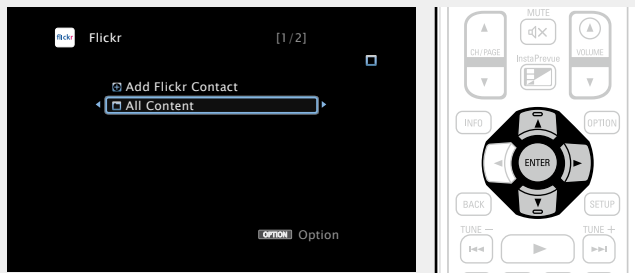 flickr Flickr [1/2]
Add Flickr Contact
All Content
OPTION Option
MUTE
CH/PAGE VOLUME
InstaPrevue
INFO OPTION
ENTER
BACK SETUP
TUNE – TUNE +